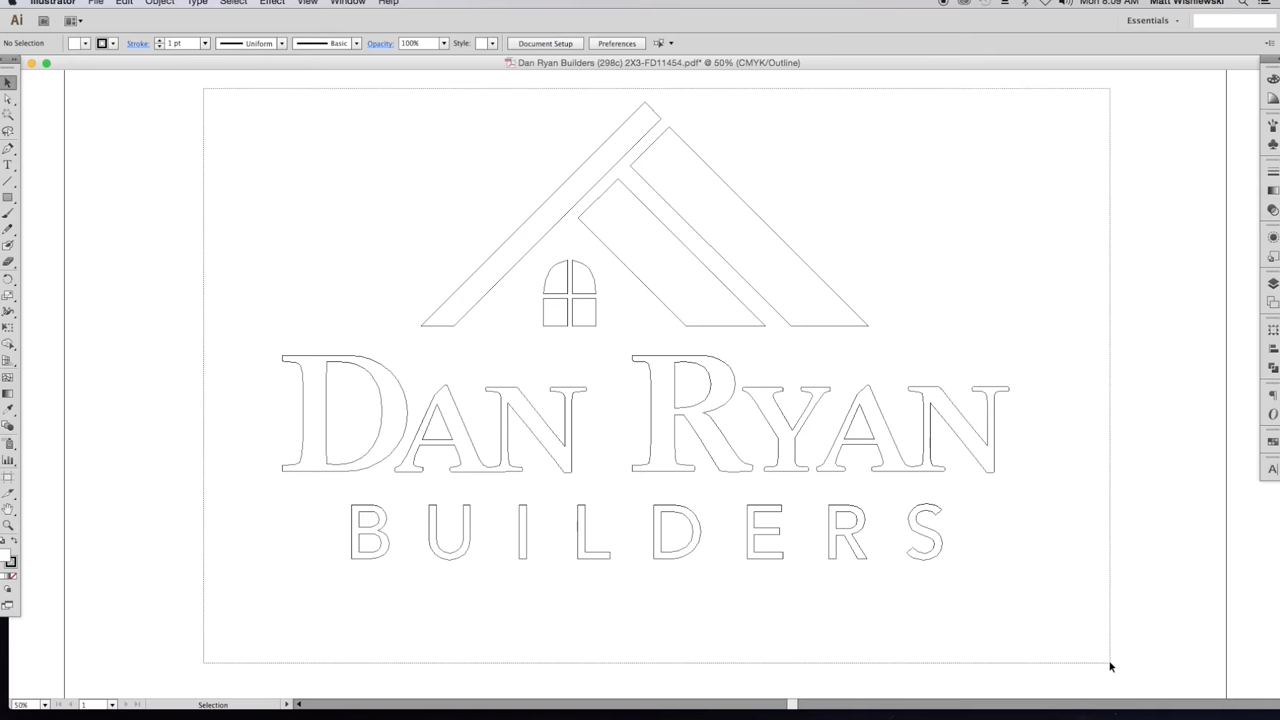 Illustrator File Edit Object Type Select Effect View Window Help Mon 8:09 AM Matt Wisniewski
Ai Br Essentials
No Selection Stroke: 1 pt Uniform Basic Opacity: 100% Style: Document Setup Preferences
Dan Ryan Builders (298c) 2X3-FD11454.pdf* @ 50% (CMYK/Outline)
DAN RYAN
BUILDERS
50% 1 Selection